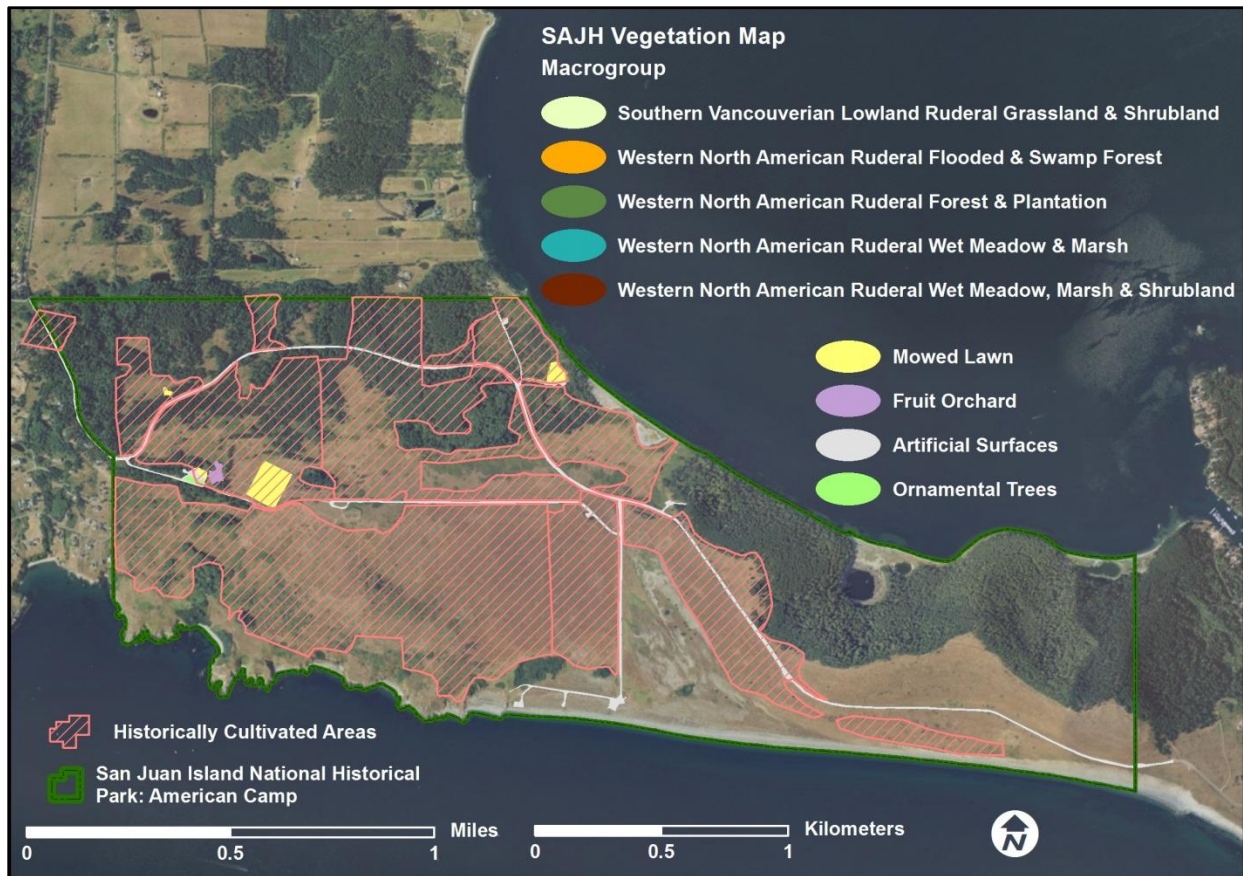 SAJH Vegetation Map
Macrogroup
Southern Vancouverian Lowland Ruderal Grassland & Shrubland
Western North American Ruderal Flooded & Swamp Forest
Western North American Ruderal Forest & Plantation
Western North American Ruderal Wet Meadow & Marsh
Western North American Ruderal Wet Meadow, Marsh & Shrubland
Mowed Lawn
Fruit Orchard
Artificial Surfaces
Ornamental Trees
Historically Cultivated Areas
San Juan Island National Historical
Park: American Camp
Miles
0 0.5 1
Kilometers
0 0.5 1
N